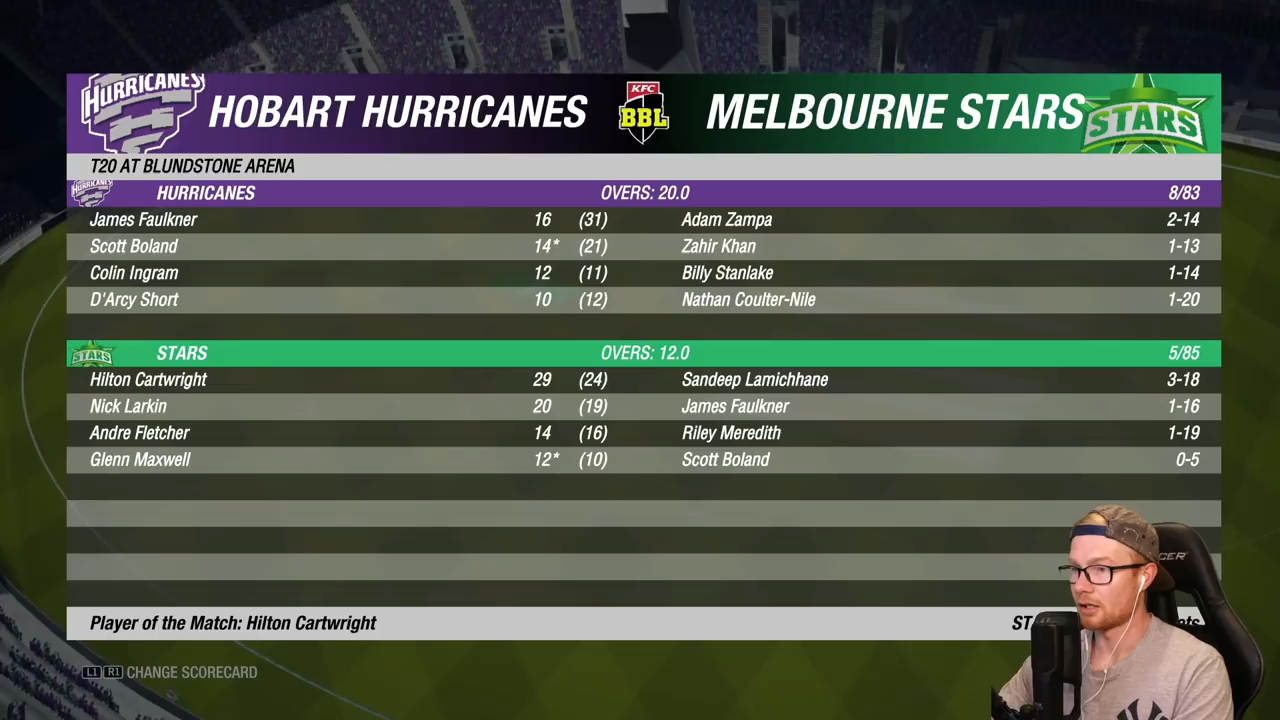 HURRICANES HOBART HURRICANES KFC BBL MELBOURNE STARS STARS
T20 AT BLUNDSTONE ARENA
HURRICANES HURRICANES OVERS: 20.0 8/83
James Faulkner 16 (31) Adam Zampa 2-14
Scott Boland 14* (21) Zahir Khan 1-13
Colin Ingram 12 (11) Billy Stanlake 1-14
D'Arcy Short 10 (12) Nathan Coulter-Nile 1-20
STARS STARS OVERS: 12.0 5/85
Hilton Cartwright 29 (24) Sandeep Lamichhane 3-18
Nick Larkin 20 (19) James Faulkner 1-16
Andre Fletcher 14 (16) Riley Meredith 1-19
Glenn Maxwell 12* (10) Scott Boland 0-5
Player of the Match: Hilton Cartwright
L1 R1 CHANGE SCORECARD